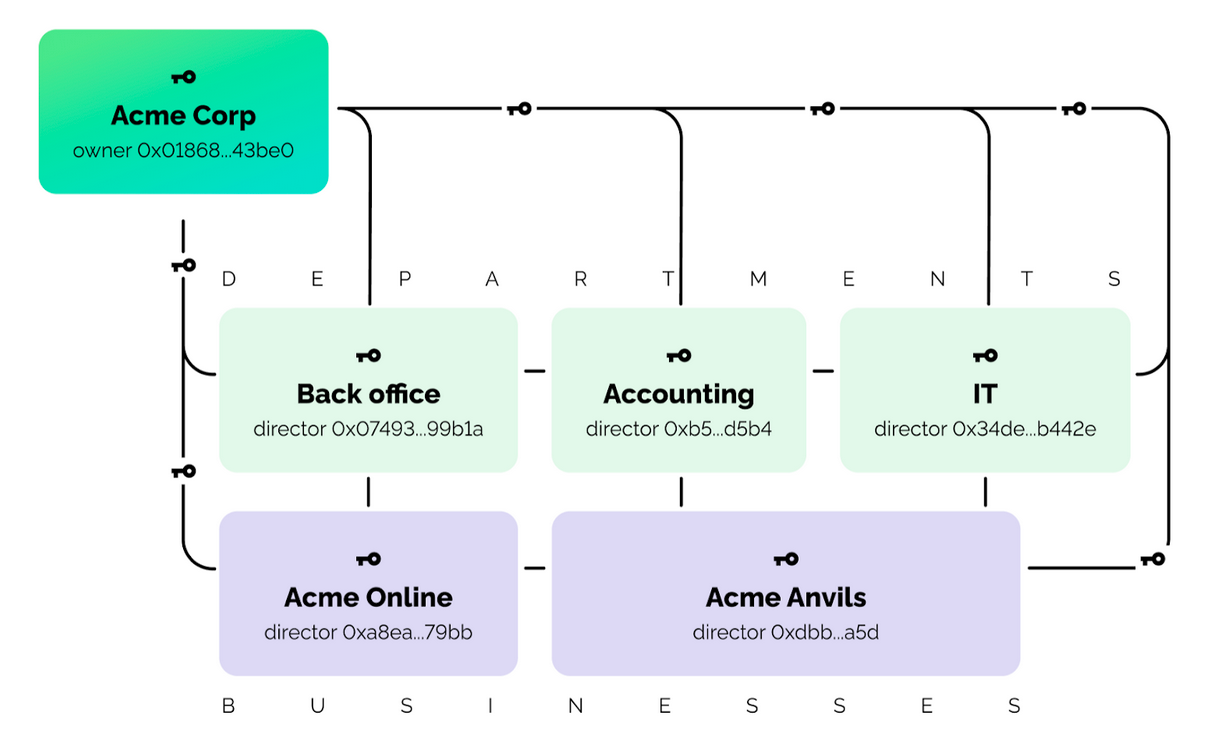 Acme Corp
owner 0x01868...43be0
D E P A R T M E N T S
Back office
director 0x07493...99b1a
Accounting
director 0xb5...d5b4
IT
director 0x34de...b442e
Acme Online
director 0xa8ea...79bb
Acme Anvils
director 0xdbb...a5d
B U S I N E S S E S